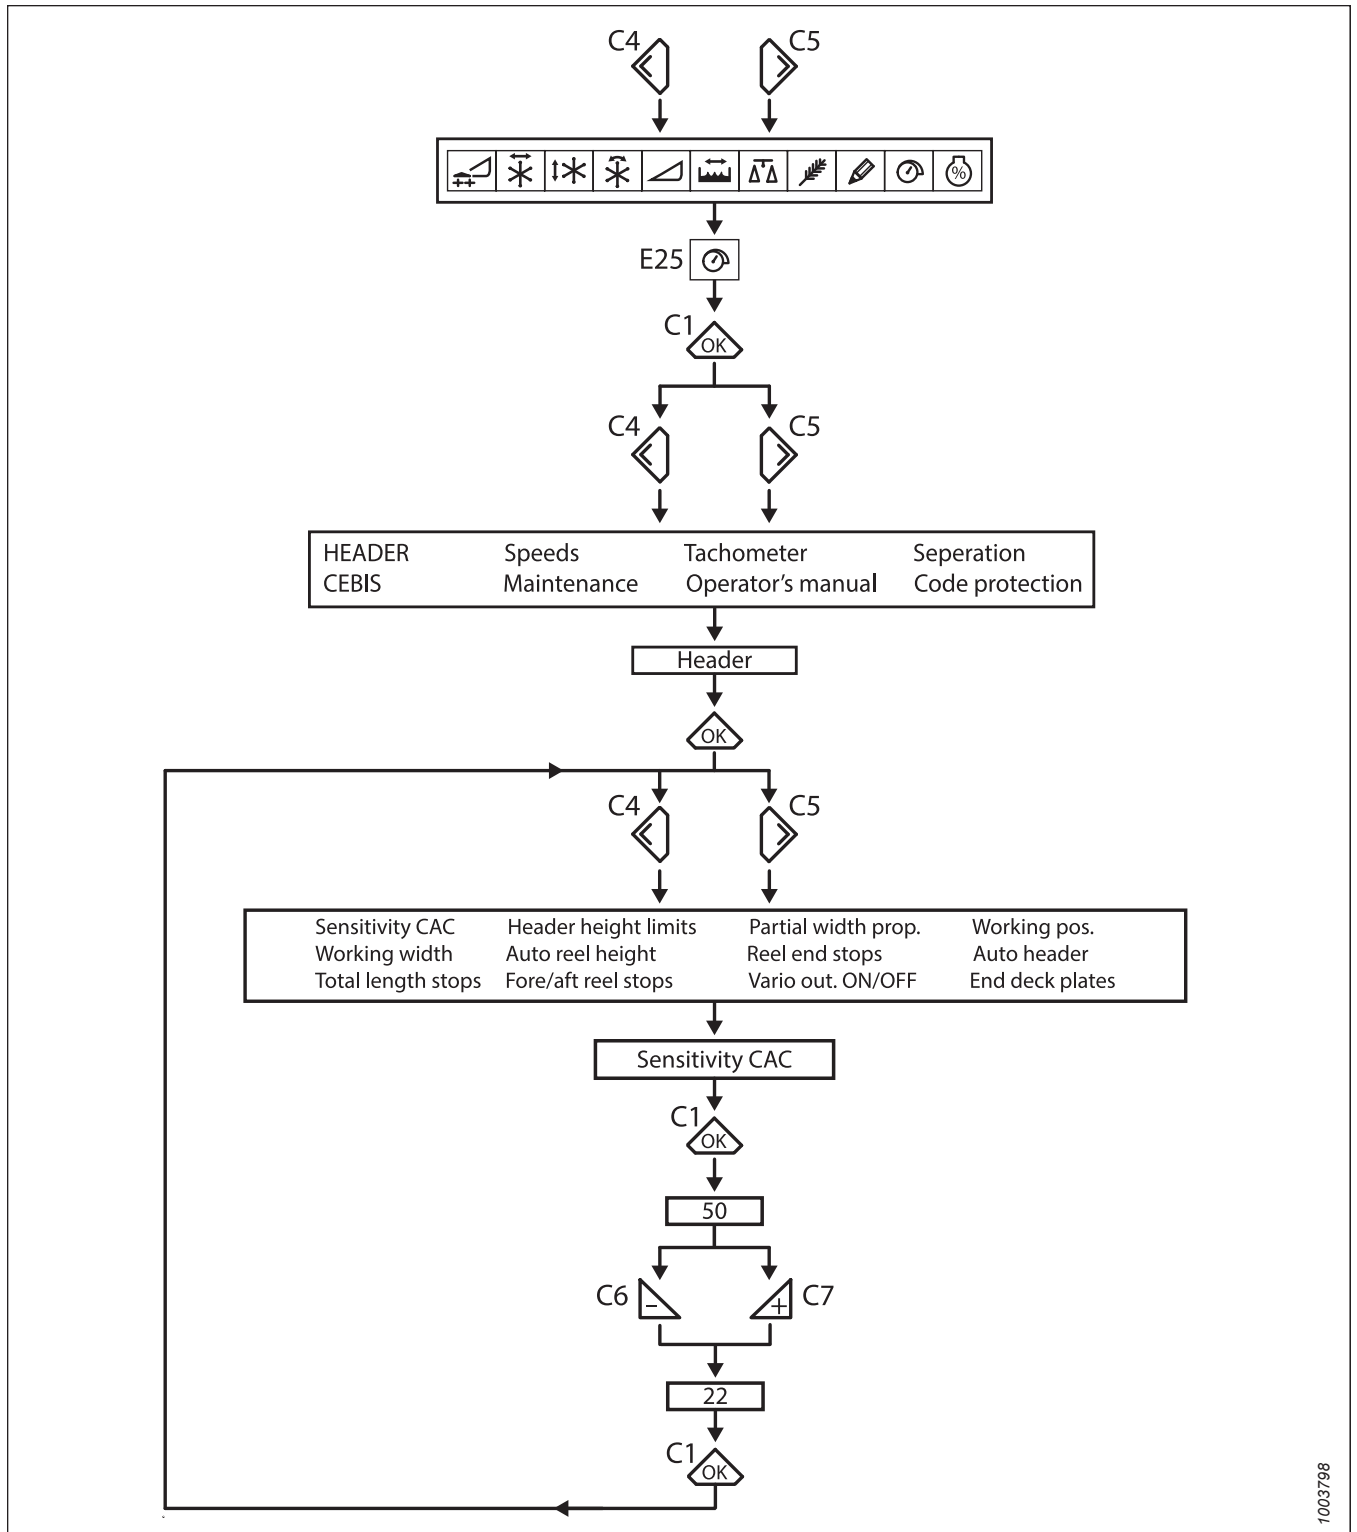 C4 C5
%
E25
C1
OK
C4 C5
HEADER Speeds Tachometer Seperation
CEBIS Maintenance Operator's manual Code protection
Header
OK
C4 C5
Sensitivity CAC Header height limits Partial width prop. Working pos.
Working width Auto reel height Reel end stops Auto header
Total length stops Fore/aft reel stops Vario out. ON/OFF End deck plates
Sensitivity CAC
C1
OK
50
C6 - + C7
22
C1
OK
1003798